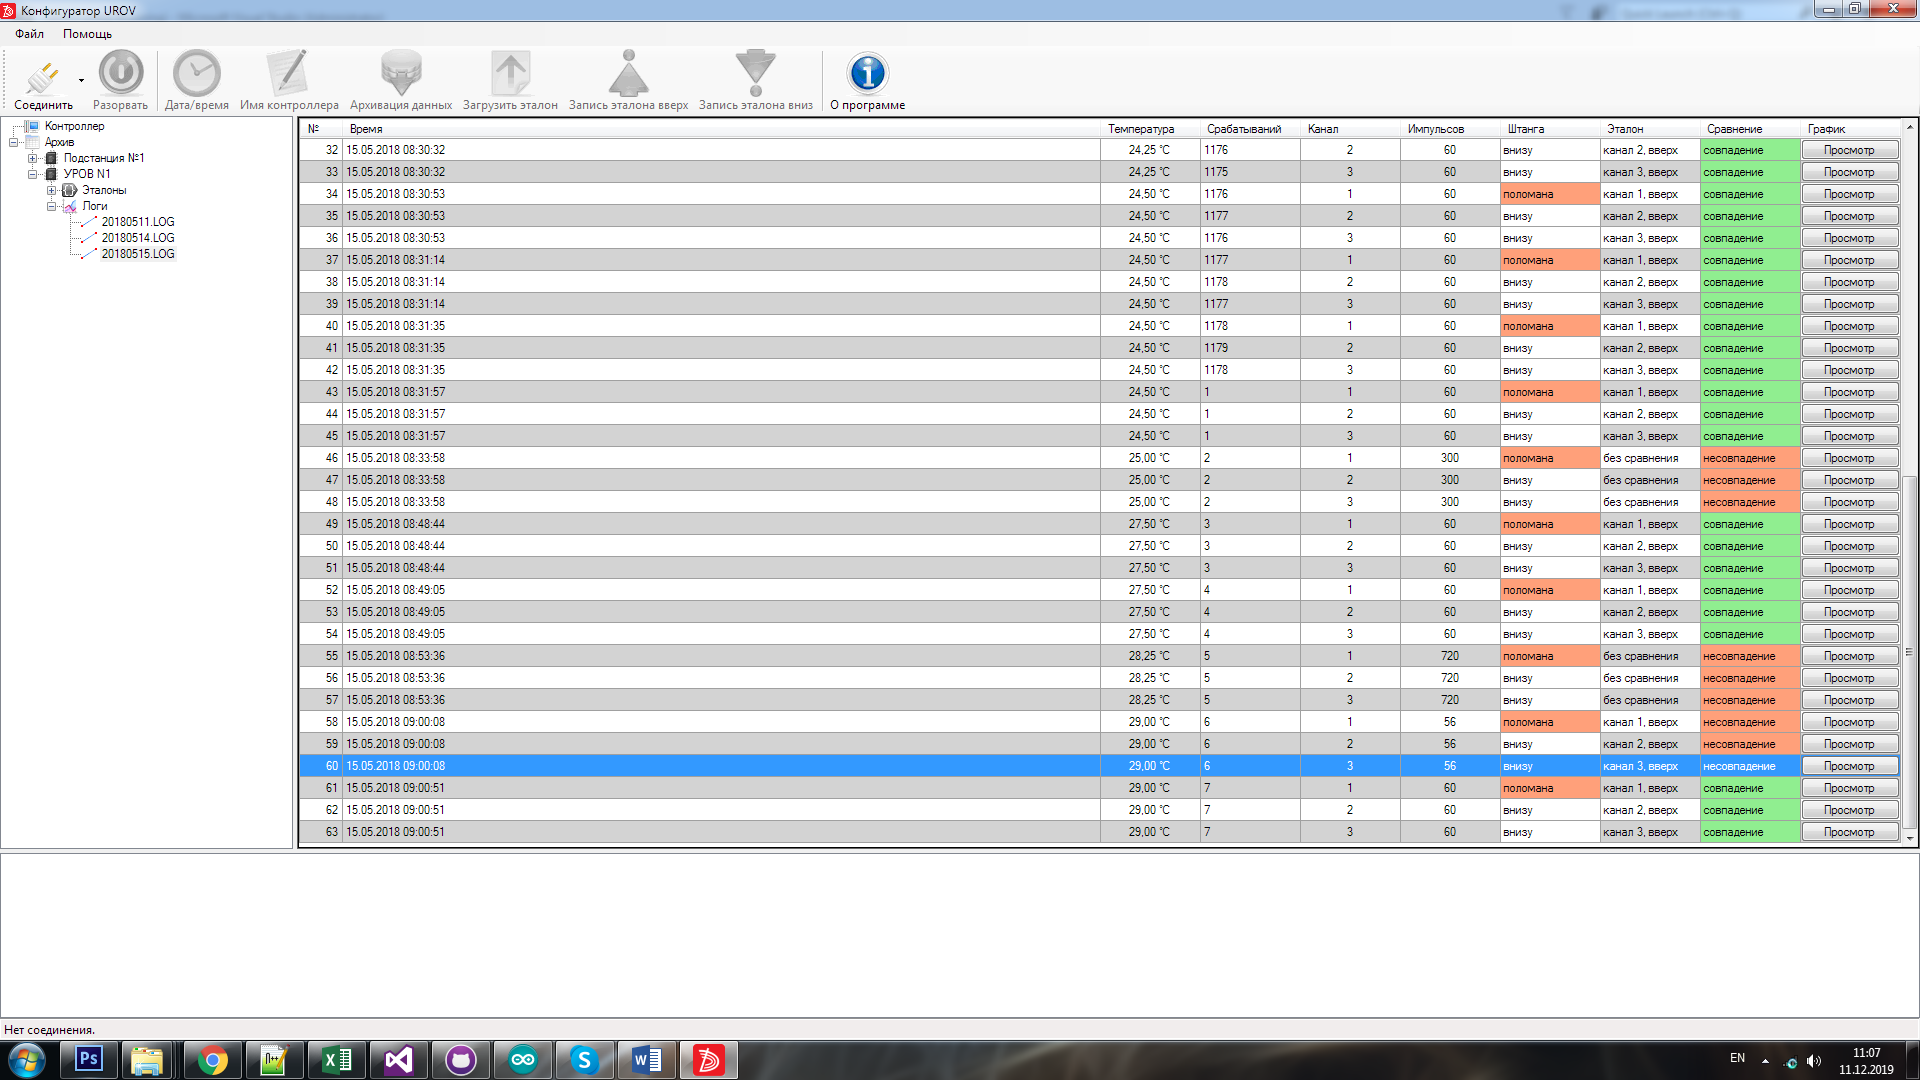 Конфигуратор UROV
Файл Помощь
Соединить Разорвать Дата/время Имя контроллера Архивация данных Загрузить эталон Запись эталона вверх Запись эталона вниз О программе
Контроллер
Архив
Подстанция №1
УРОВ N1
Эталоны
Логи
20180511.LOG
20180514.LOG
20180515.LOG
№ Время Температура Срабатываний Канал Импульсов Штанга Эталон Сравнение График
32 15.05.2018 08:30:32 24,25 °C 1176 2 60 внизу канал 2, вверх совпадение Просмотр
33 15.05.2018 08:30:32 24,25 °C 1175 3 60 внизу канал 3, вверх совпадение Просмотр
34 15.05.2018 08:30:53 24,50 °C 1176 1 60 поломана канал 1, вверх совпадение Просмотр
35 15.05.2018 08:30:53 24,50 °C 1177 2 60 внизу канал 2, вверх совпадение Просмотр
36 15.05.2018 08:30:53 24,50 °C 1176 3 60 внизу канал 3, вверх совпадение Просмотр
37 15.05.2018 08:31:14 24,50 °C 1177 1 60 поломана канал 1, вверх совпадение Просмотр
38 15.05.2018 08:31:14 24,50 °C 1178 2 60 внизу канал 2, вверх совпадение Просмотр
39 15.05.2018 08:31:14 24,50 °C 1177 3 60 внизу канал 3, вверх совпадение Просмотр
40 15.05.2018 08:31:35 24,50 °C 1178 1 60 поломана канал 1, вверх совпадение Просмотр
41 15.05.2018 08:31:35 24,50 °C 1179 2 60 внизу канал 2, вверх совпадение Просмотр
42 15.05.2018 08:31:35 24,50 °C 1178 3 60 внизу канал 3, вверх совпадение Просмотр
43 15.05.2018 08:31:57 24,50 °C 1 1 60 поломана канал 1, вверх совпадение Просмотр
44 15.05.2018 08:31:57 24,50 °C 1 2 60 внизу канал 2, вверх совпадение Просмотр
45 15.05.2018 08:31:57 24,50 °C 1 3 60 внизу канал 3, вверх совпадение Просмотр
46 15.05.2018 08:33:58 25,00 °C 2 1 300 поломана без сравнения несовпадение Просмотр
47 15.05.2018 08:33:58 25,00 °C 2 2 300 внизу без сравнения несовпадение Просмотр
48 15.05.2018 08:33:58 25,00 °C 2 3 300 внизу без сравнения несовпадение Просмотр
49 15.05.2018 08:48:44 27,50 °C 3 1 60 поломана канал 1, вверх совпадение Просмотр
50 15.05.2018 08:48:44 27,50 °C 3 2 60 внизу канал 2, вверх совпадение Просмотр
51 15.05.2018 08:48:44 27,50 °C 3 3 60 внизу канал 3, вверх совпадение Просмотр
52 15.05.2018 08:49:05 27,50 °C 4 1 60 поломана канал 1, вверх совпадение Просмотр
53 15.05.2018 08:49:05 27,50 °C 4 2 60 внизу канал 2, вверх совпадение Просмотр
54 15.05.2018 08:49:05 27,50 °C 4 3 60 внизу канал 3, вверх совпадение Просмотр
55 15.05.2018 08:53:36 28,25 °C 5 1 720 поломана без сравнения несовпадение Просмотр
56 15.05.2018 08:53:36 28,25 °C 5 2 720 внизу без сравнения несовпадение Просмотр
57 15.05.2018 08:53:36 28,25 °C 5 3 720 внизу без сравнения несовпадение Просмотр
58 15.05.2018 09:00:08 29,00 °C 6 1 56 поломана канал 1, вверх несовпадение Просмотр
59 15.05.2018 09:00:08 29,00 °C 6 2 56 внизу канал 2, вверх несовпадение Просмотр
60 15.05.2018 09:00:08 29,00 °C 6 3 56 внизу канал 3, вверх несовпадение Просмотр
61 15.05.2018 09:00:51 29,00 °C 7 1 60 поломана канал 1, вверх совпадение Просмотр
62 15.05.2018 09:00:51 29,00 °C 7 2 60 внизу канал 2, вверх совпадение Просмотр
63 15.05.2018 09:00:51 29,00 °C 7 3 60 внизу канал 3, вверх совпадение Просмотр
Нет соединения.
Ps
EN
11:07
11.12.2019